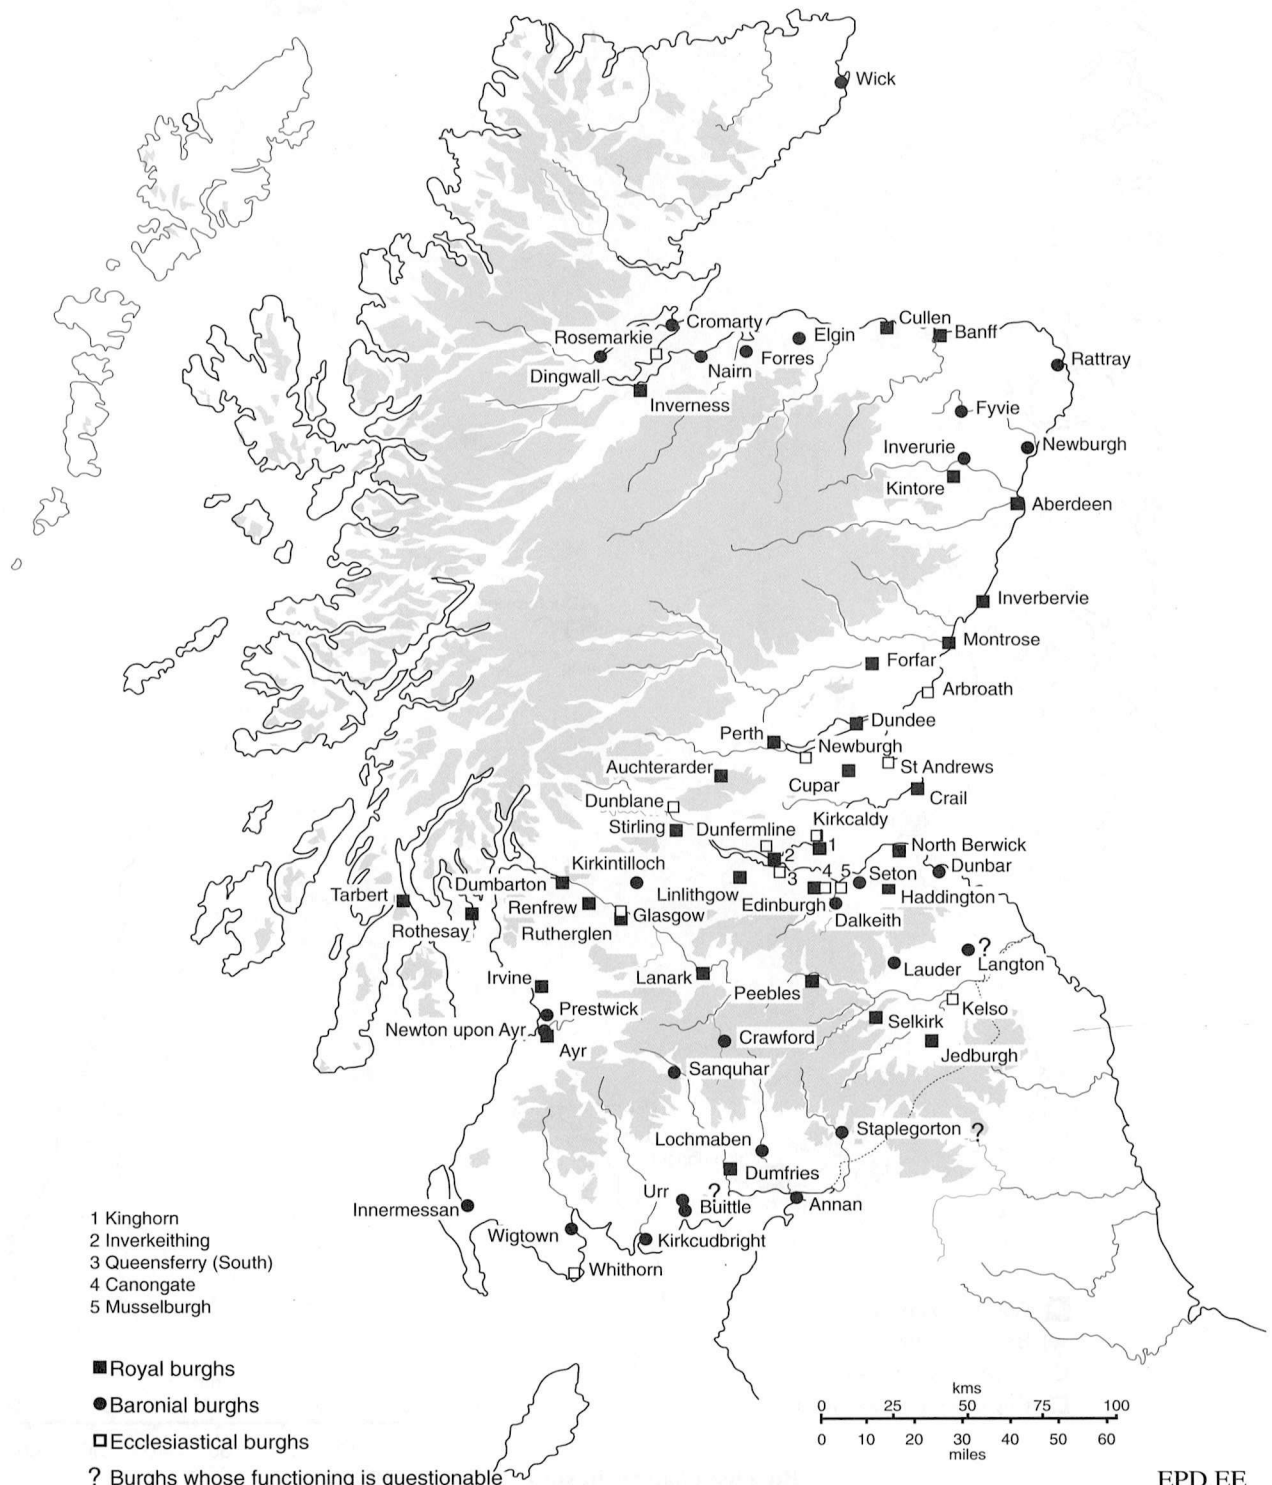 Wick
Cromarty
Rosemarkie
Dingwall
Nairn
Forres
Elgin
Cullen
Banff
Rattray
Inverness
Fyvie
Newburgh
Inverurie
Kintore
Aberdeen
Inverbervie
Montrose
Forfar
Arbroath
Dundee
Perth
Newburgh
St Andrews
Auchterarder
Cupar
Crail
Dunblane
Stirling
Dunfermline
Kirkcaldy
1
2
3
4
5
North Berwick
Dunbar
Seton
Haddington
Kirkintilloch
Linlithgow
Edinburgh
Dalkeith
Dumbarton
Tarbert
Renfrew
Glasgow
Rothesay
Rutherglen
?
Langton
Lauder
Irvine
Lanark
Peebles
Kelso
Prestwick
Selkirk
Newton upon Ayr
Ayr
Crawford
Jedburgh
Sanquhar
Staplegorton ?
Lochmaben
Dumfries
Urr
?
Buittle
Annan
Innermessan
Wigtown
Kirkcudbright
Whithorn
1 Kinghorn
2 Inverkeithing
3 Queensferry (South)
4 Canongate
5 Musselburgh
Royal burghs
Baronial burghs
Ecclesiastical burghs
? Burghs whose functioning is questionable
kms
0 25 50 75 100
0 10 20 30 40 50 60
miles
EPD,EE